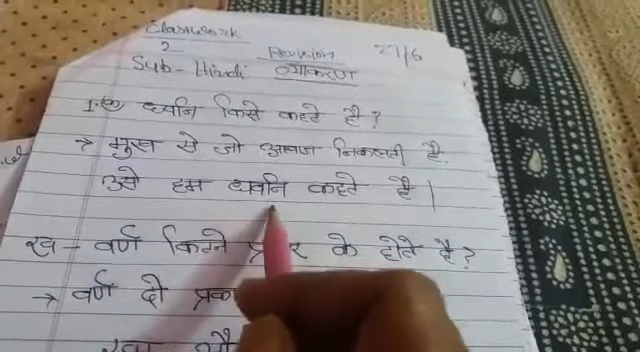 Classwork
2 Revision 27/6
Sub- Hindi व्याकरण
1.क ध्वनि किसे कहते है?
→ मुख से जो आवाज निकलती है
उसे हम ध्वनि कहते है।
ख - वर्ण कितने के होते है?
→ वर्ण दो